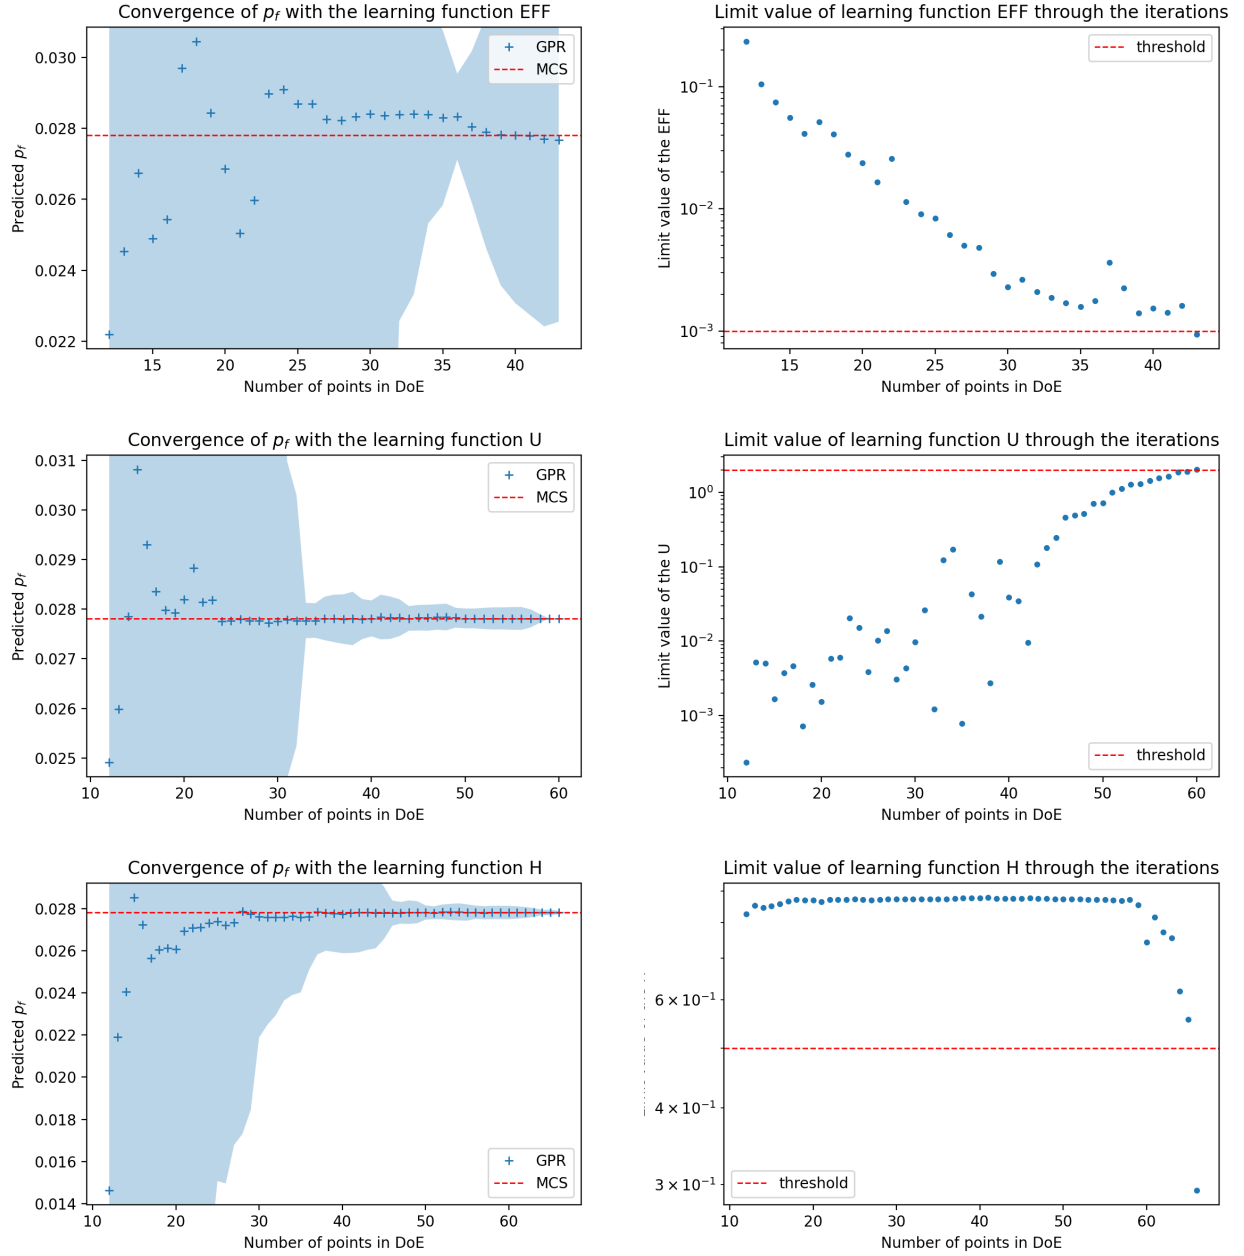 Convergence of p_f with the learning function EFF
Predicted p_f
0.030
0.028
0.026
0.024
0.022
15 20 25 30 35 40
Number of points in DoE
GPR
MCS
Limit value of learning function EFF through the iterations
Limit value of the EFF
10⁻¹
10⁻²
10⁻³
15 20 25 30 35 40
Number of points in DoE
threshold
Convergence of p_f with the learning function U
Predicted p_f
0.031
0.030
0.029
0.028
0.027
0.026
0.025
10 20 30 40 50 60
Number of points in DoE
GPR
MCS
Limit value of learning function U through the iterations
Limit value of the U
10⁰
10⁻¹
10⁻²
10⁻³
10 20 30 40 50 60
Number of points in DoE
threshold
Convergence of p_f with the learning function H
Predicted p_f
0.028
0.026
0.024
0.022
0.020
0.018
0.016
0.014
10 20 30 40 50 60
Number of points in DoE
GPR
MCS
Limit value of learning function H through the iterations
6 × 10⁻¹
4 × 10⁻¹
3 × 10⁻¹
10 20 30 40 50 60
Number of points in DoE
threshold